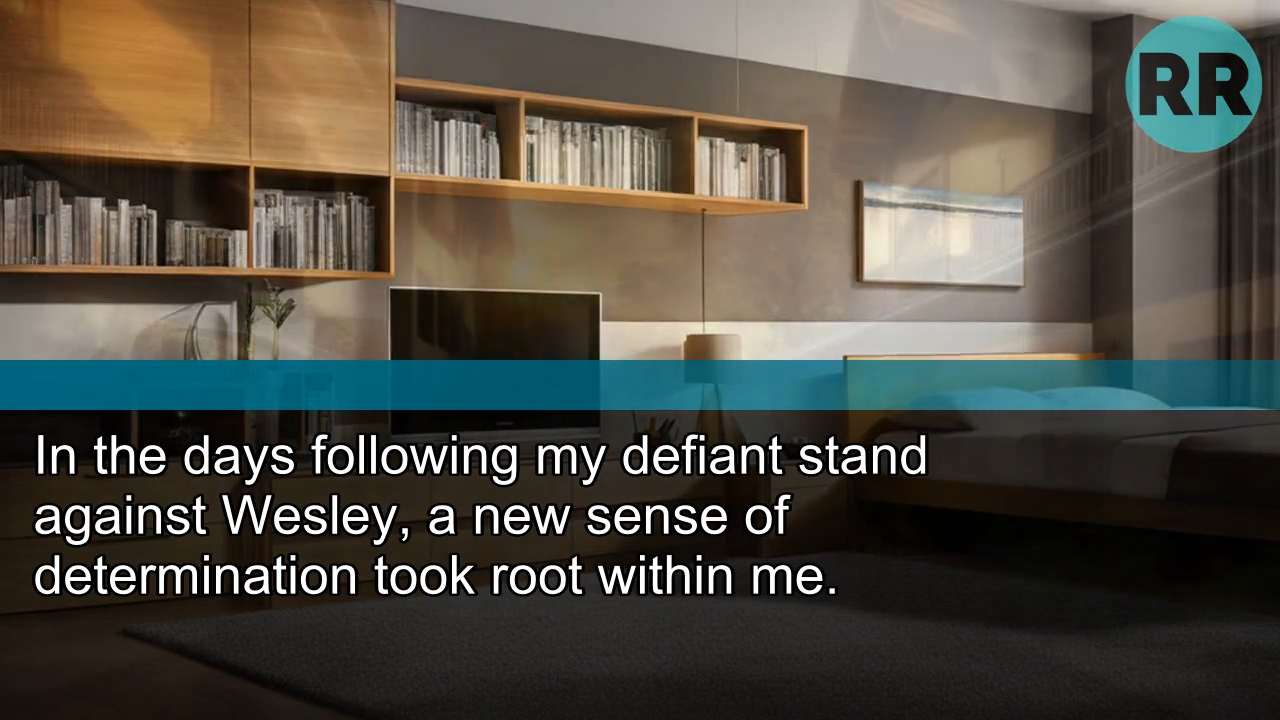 RR
In the days following my defiant stand
against Wesley, a new sense of
determination took root within me.